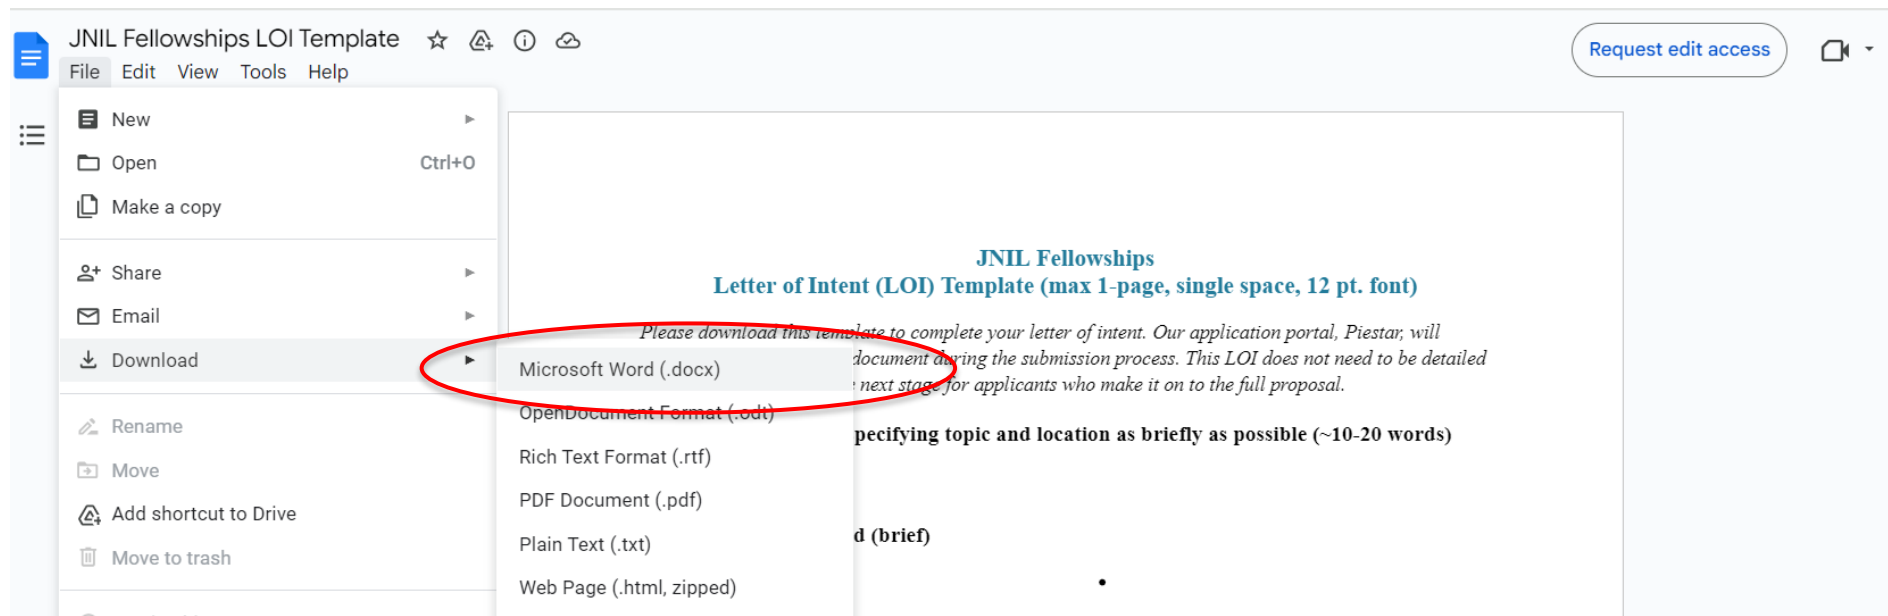 JNIL Fellowships LOI Template
File Edit View Tools Help
Request edit access
New
Open Ctrl+O
Make a copy
Share
Email
Download
Rename
Move
Add shortcut to Drive
Move to trash
Microsoft Word (.docx)
OpenDocument Format (.odt)
Rich Text Format (.rtf)
PDF Document (.pdf)
Plain Text (.txt)
Web Page (.html, zipped)
JNIL Fellowships
Letter of Intent (LOI) Template (max 1-page, single space, 12 pt. font)
Please download this template to complete your letter of intent. Our application portal, Piestar, will
document during the submission process. This LOI does not need to be detailed
next stage for applicants who make it on to the full proposal.
pecifying topic and location as briefly as possible (~10-20 words)
d (brief)